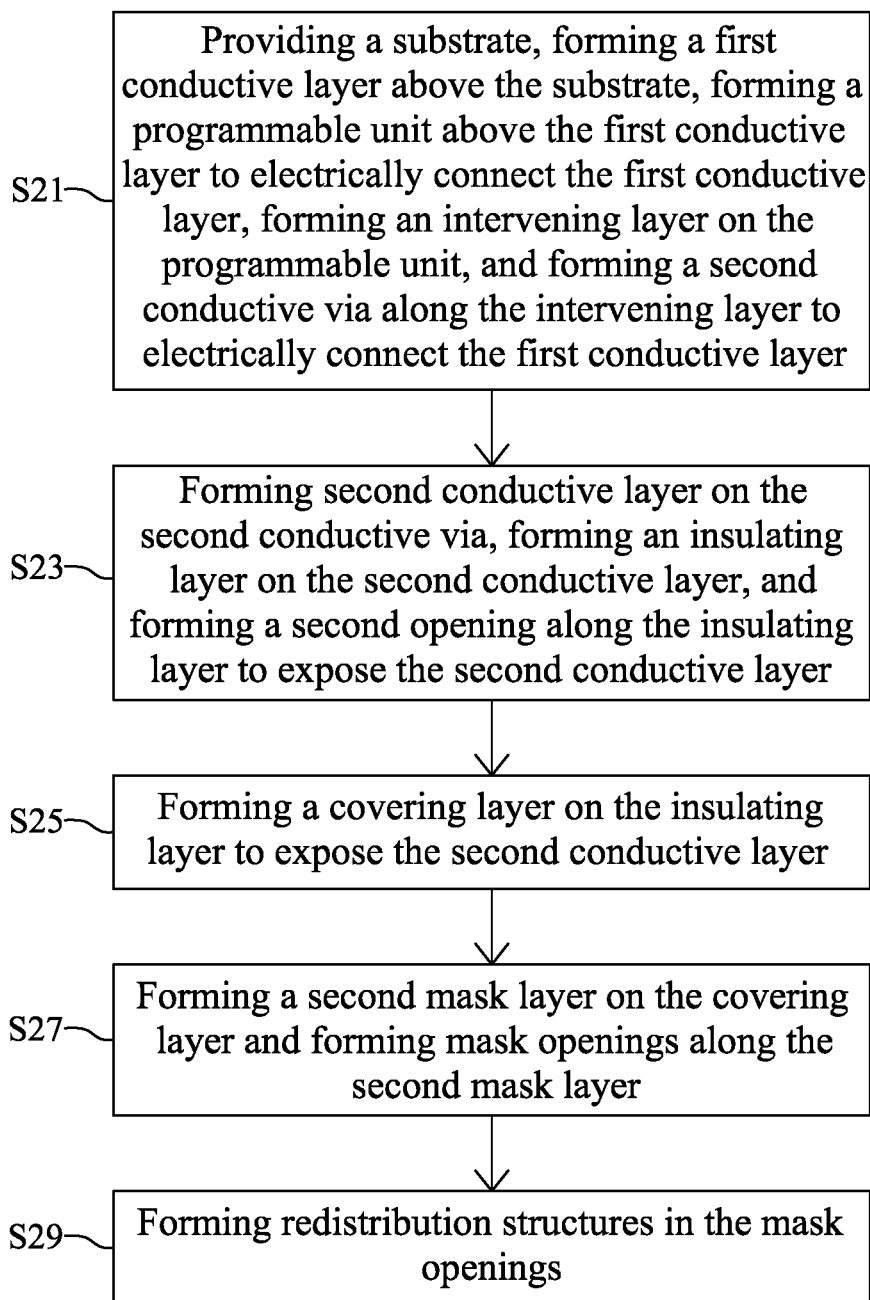 Providing a substrate, forming a first
conductive layer above the substrate, forming a
programmable unit above the first conductive
layer to electrically connect the first conductive
layer, forming an intervening layer on the
programmable unit, and forming a second
conductive via along the intervening layer to
electrically connect the first conductive layer
S21
Forming second conductive layer on the
second conductive via, forming an insulating
layer on the second conductive layer, and
forming a second opening along the insulating
layer to expose the second conductive layer
S23
Forming a covering layer on the insulating
layer to expose the second conductive layer
S25
Forming a second mask layer on the covering
layer and forming mask openings along the
second mask layer
S27
Forming redistribution structures in the mask
openings
S29